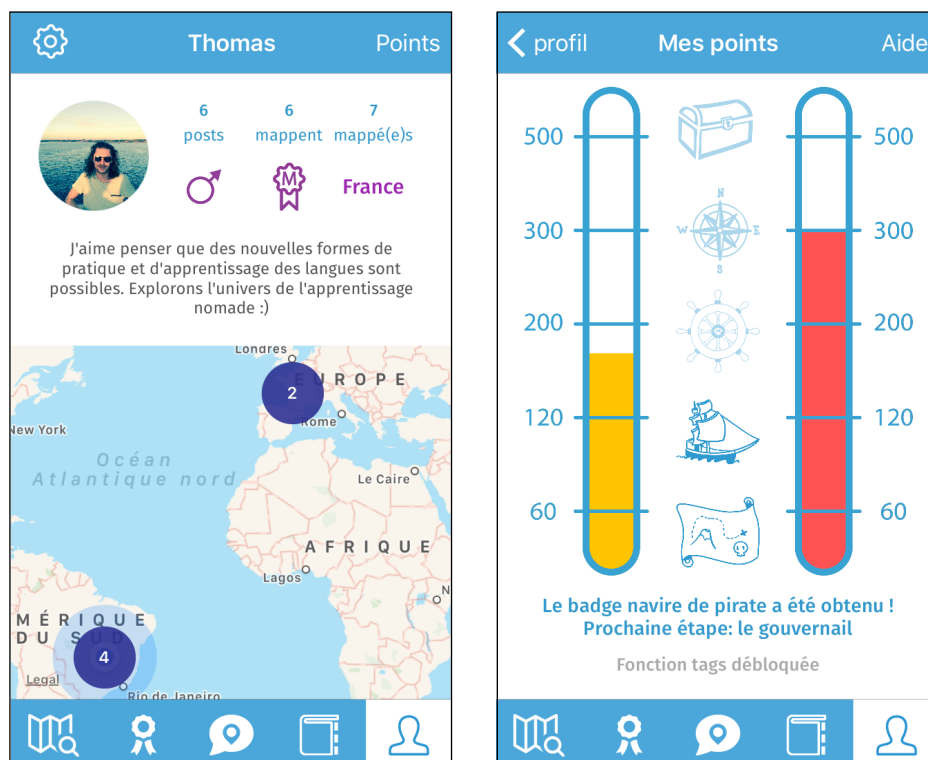 Thomas
Points
6
6
7
posts
mappent
mappé(e)s
M
France
J'aime penser que des nouvelles formes de
pratique et d'apprentissage des langues sont
possibles. Explorons l'univers de l'apprentissage
nomade :)
Londres
EUROPE
2
Rome
New York
Océan
Atlantique nord
Le Caire
AFRIQUE
Lagos
N
MÉRIQUE
DU SUD
4
Legal
Rio de Janeiro
profil
Mes points
Aide
500
500
N
300
W
E
300
S
200
200
120
120
60
60
Le badge navire de pirate a été obtenu !
Prochaine étape: le gouvernail
Fonction tags débloquée